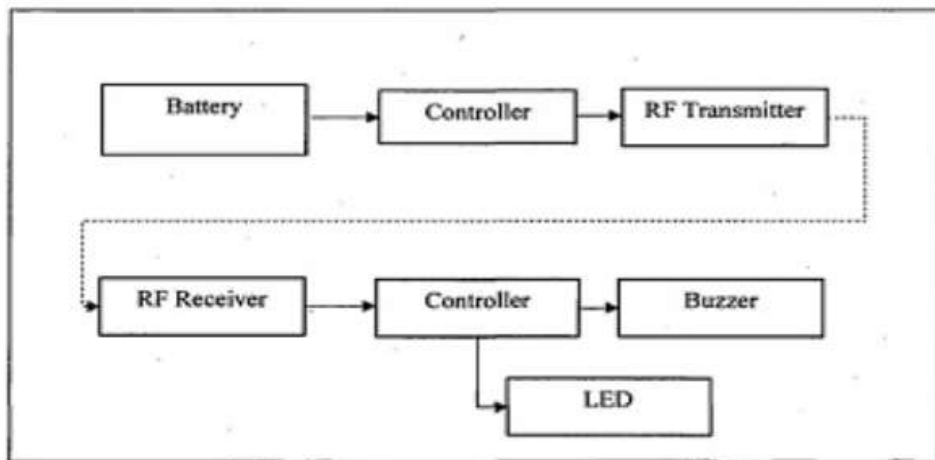 Battery
Controller
RF Transmitter
RF Receiver
Controller
Buzzer
LED